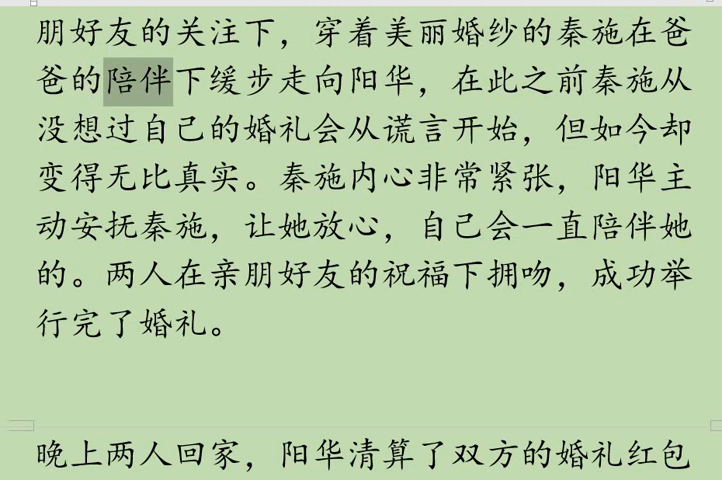 朋好友的关注下，穿着美丽婚纱的秦施在爸
爸的陪伴下缓步走向阳华，在此之前秦施从
没想过自己的婚礼会从谎言开始，但如今却
变得无比真实。秦施内心非常紧张，阳华主
动安抚秦施，让她放心，自己会一直陪伴她
的。两人在亲朋好友的祝福下拥吻，成功举
行完了婚礼。
晚上两人回家，阳华清算了双方的婚礼红包